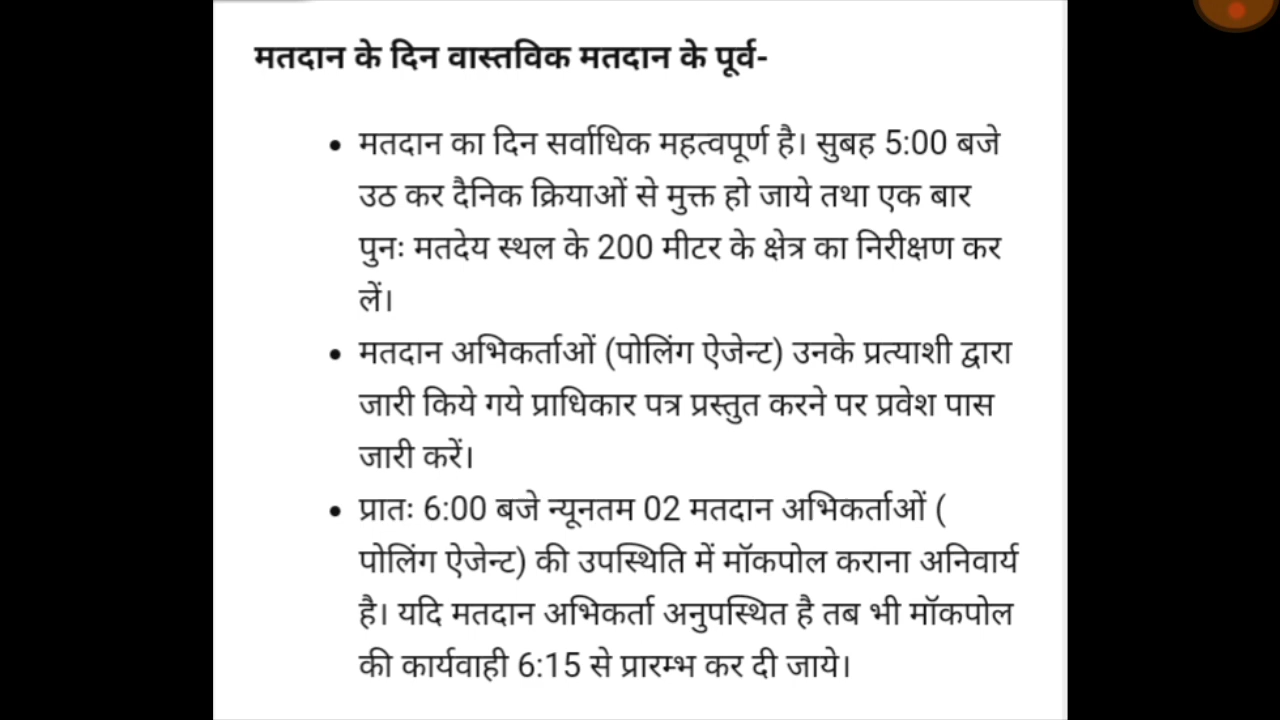 मतदान के दिन वास्तविक मतदान के पूर्व-
• मतदान का दिन सर्वाधिक महत्वपूर्ण है। सुबह 5:00 बजे
उठ कर दैनिक क्रियाओं से मुक्त हो जाये तथा एक बार
पुनः मतदेय स्थल के 200 मीटर के क्षेत्र का निरीक्षण कर
लें।
• मतदान अभिकर्ताओं (पोलिंग ऐजेन्ट) उनके प्रत्याशी द्वारा
जारी किये गये प्राधिकार पत्र प्रस्तुत करने पर प्रवेश पास
जारी करें।
• प्रातः 6:00 बजे न्यूनतम 02 मतदान अभिकर्ताओं (
पोलिंग ऐजेन्ट) की उपस्थिति में मॉकपोल कराना अनिवार्य
है। यदि मतदान अभिकर्ता अनुपस्थित है तब भी मॉकपोल
की कार्यवाही 6:15 से प्रारम्भ कर दी जाये।